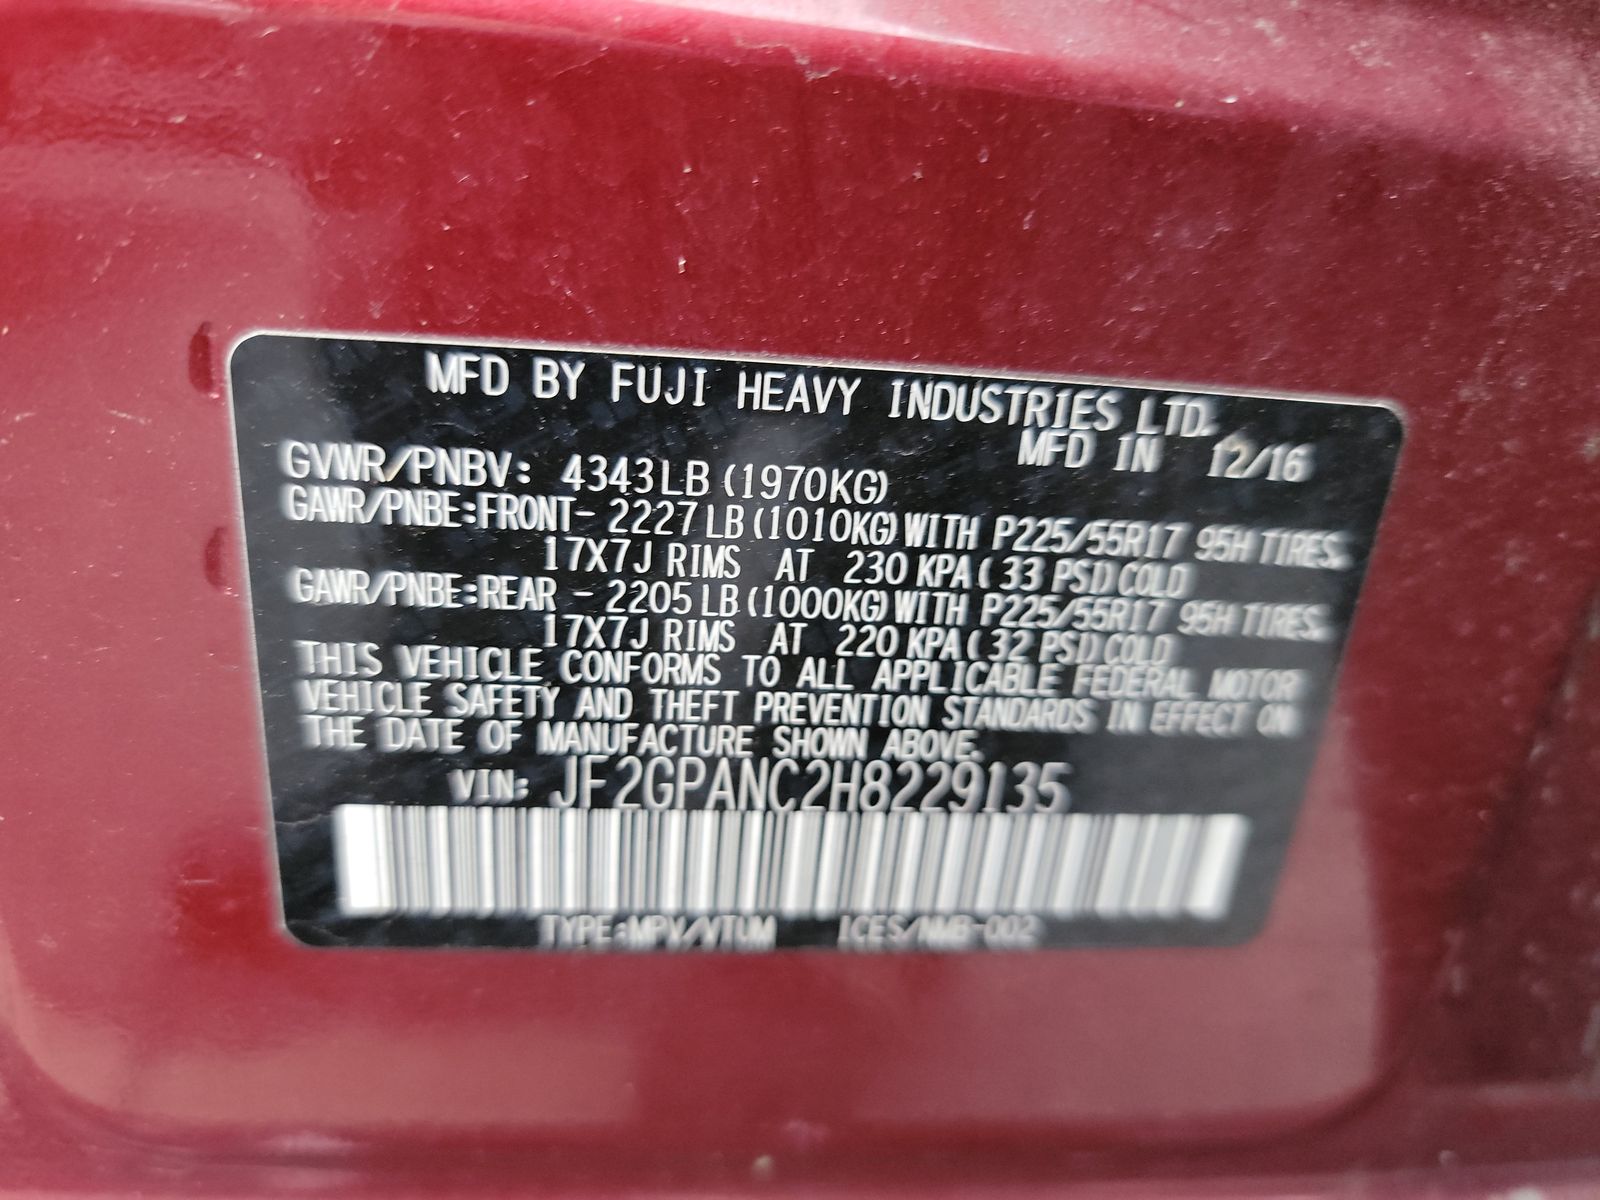 MFD BY FUJI HEAVY INDUSTRIES LTD.
MFD IN 12/16
GVWR/PNBV: 4343LB (1970KG)
GAWR/PNBE:FRONT- 2227LB (1010KG) WITH P225/55R17 95H TIRES.
17X7J RIMS AT 230 KPA ( 33 PSI) COLD
GAWR/PNBE:REAR - 2205LB (1000KG) WITH P225/55R17 95H TIRES.
17X7J RIMS AT 220 KPA ( 32 PSI) COLD
THIS VEHICLE CONFORMS TO ALL APPLICABLE FEDERAL MOTOR
VEHICLE SAFETY AND THEFT PREVENTION STANDARDS IN EFFECT ON
THE DATE OF MANUFACTURE SHOWN ABOVE.
VIN: JF2GPANC2H8229135
TYPE:MPV/VTUM ICES/NMB-002